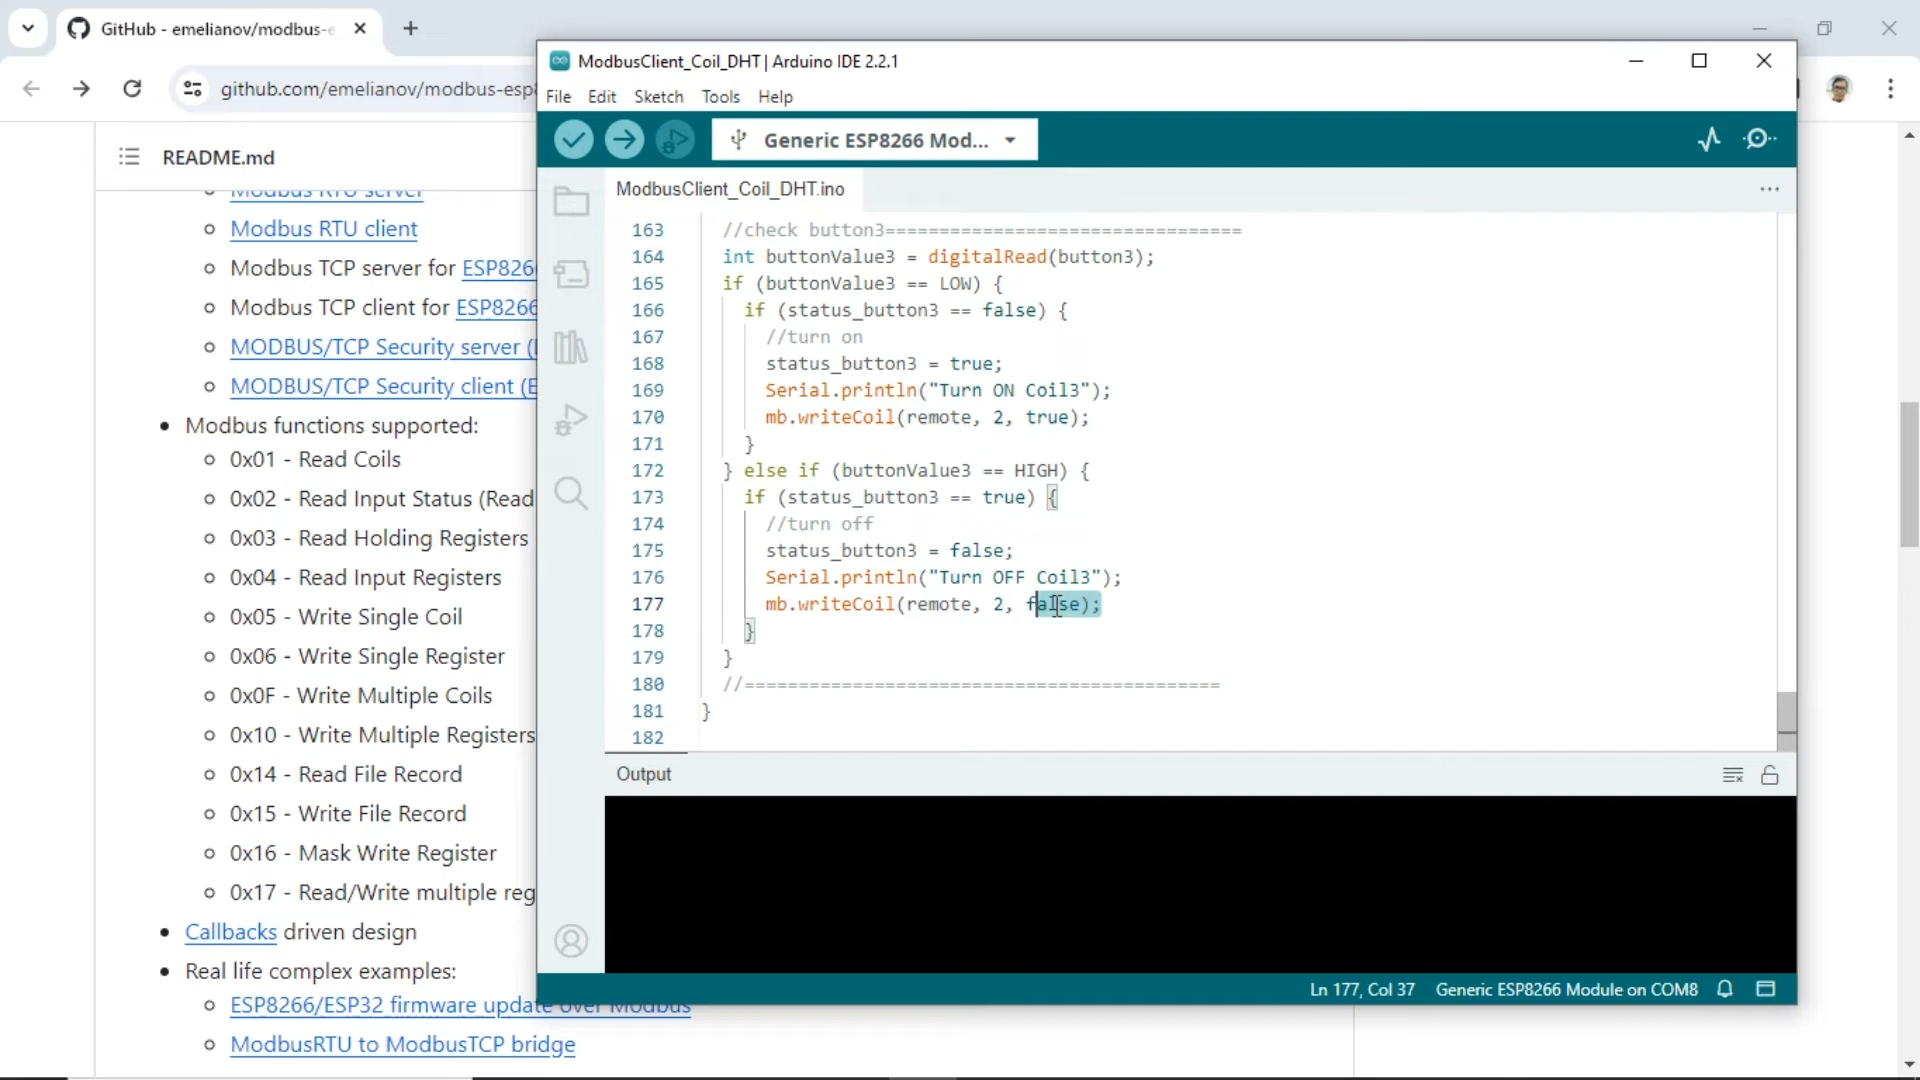 GitHub - emelianov/modbus-e
github.com/emelianov/modbus-esp8
README.md
Modbus RTU server
Modbus RTU client
Modbus TCP server for ESP826
Modbus TCP client for ESP8266
MODBUS/TCP Security server (
MODBUS/TCP Security client (E
Modbus functions supported:
0x01 - Read Coils
0x02 - Read Input Status (Read
0x03 - Read Holding Registers
0x04 - Read Input Registers
0x05 - Write Single Coil
0x06 - Write Single Register
0x0F - Write Multiple Coils
0x10 - Write Multiple Registers
0x14 - Read File Record
0x15 - Write File Record
0x16 - Mask Write Register
0x17 - Read/Write multiple reg
Callbacks driven design
Real life complex examples:
ESP8266/ESP32 firmware update over Modbus
ModbusRTU to ModbusTCP bridge
ModbusClient_Coil_DHT | Arduino IDE 2.2.1
File Edit Sketch Tools Help
Generic ESP8266 Mod...
ModbusClient_Coil_DHT.ino
163 //check button3=================================
164 int buttonValue3 = digitalRead(button3);
165 if (buttonValue3 == LOW) {
166 if (status_button3 == false) {
167 //turn on
168 status_button3 = true;
169 Serial.println("Turn ON Coil3");
170 mb.writeCoil(remote, 2, true);
171 }
172 } else if (buttonValue3 == HIGH) {
173 if (status_button3 == true) {
174 //turn off
175 status_button3 = false;
176 Serial.println("Turn OFF Coil3");
177 mb.writeCoil(remote, 2, false);
178 }
179 }
180 //============================================
181 }
182
Output
Ln 177, Col 37 Generic ESP8266 Module on COM8